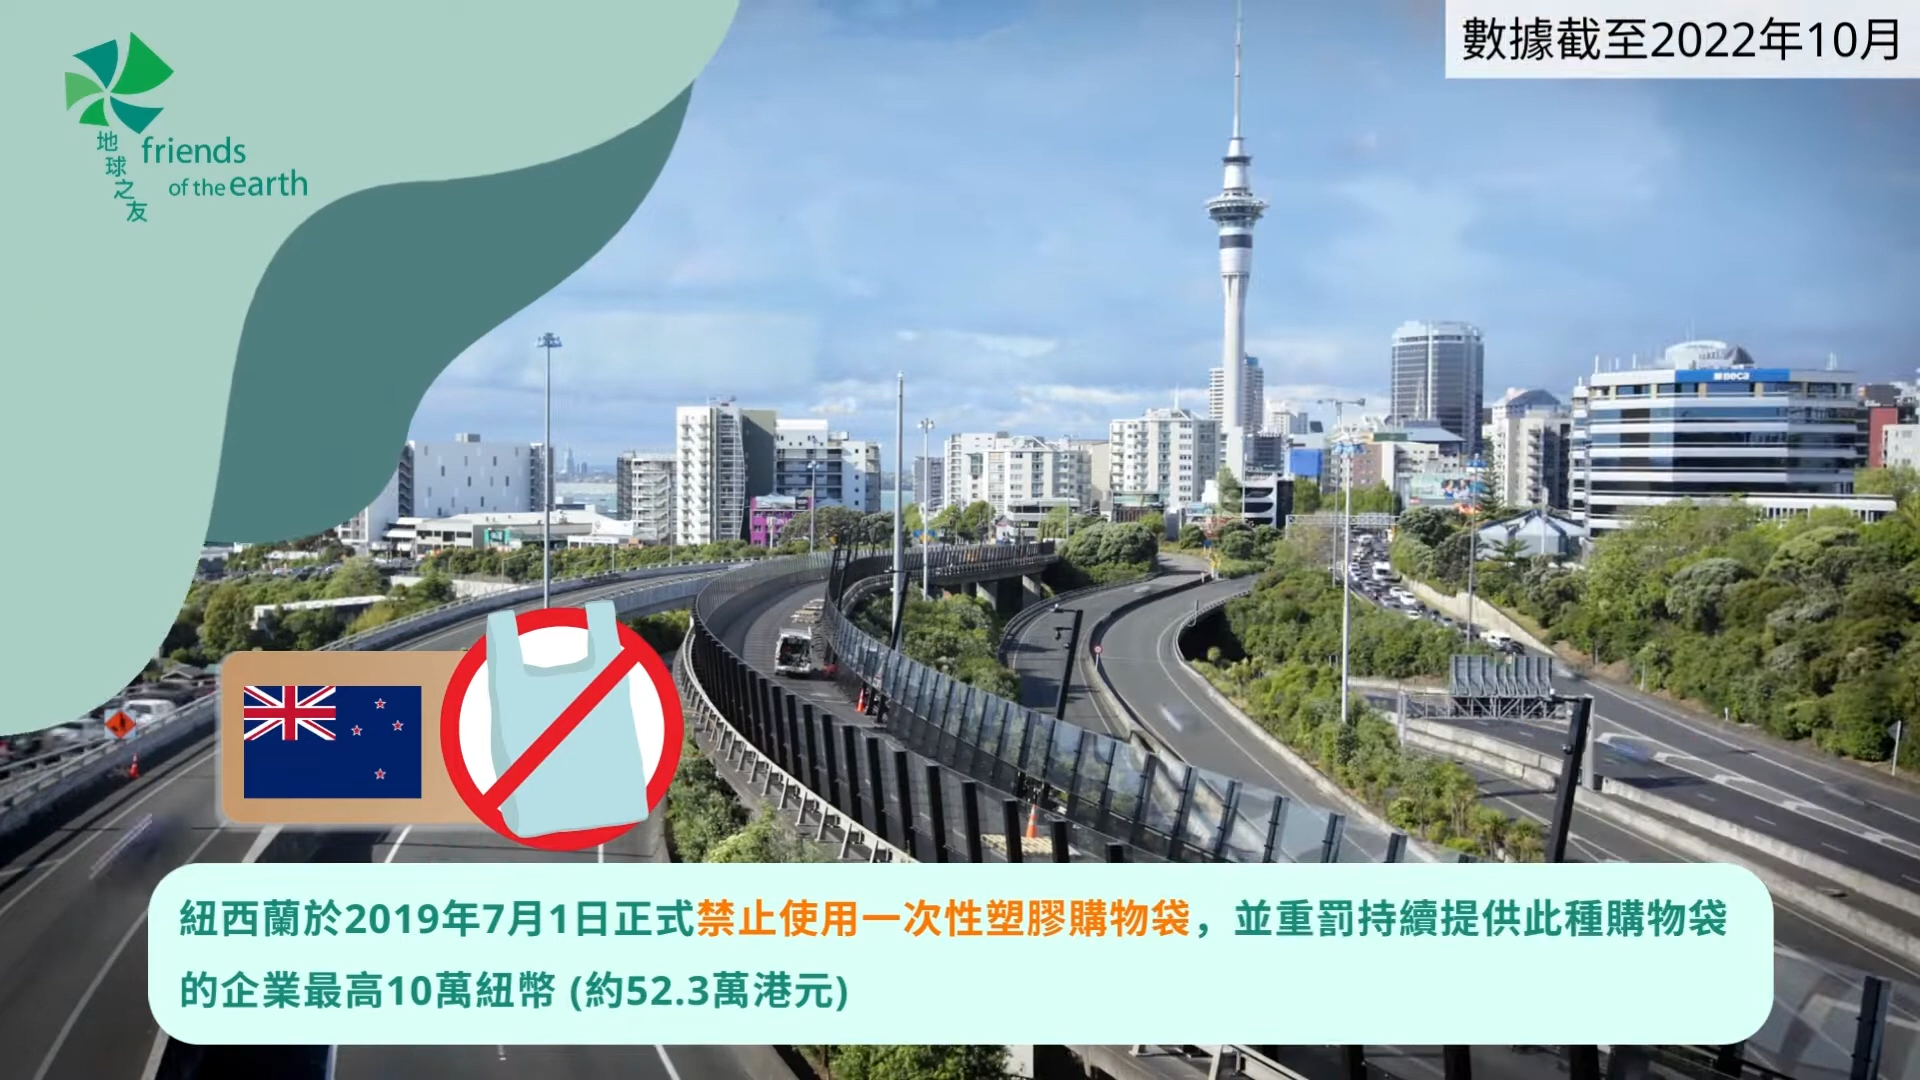 數據截至2022年10月
地球之友
friends
of the earth
Beca
紐西蘭於2019年7月1日正式禁止使用一次性塑膠購物袋，並重罰持續提供此種購物袋
的企業最高10萬紐幣 (約52.3萬港元)